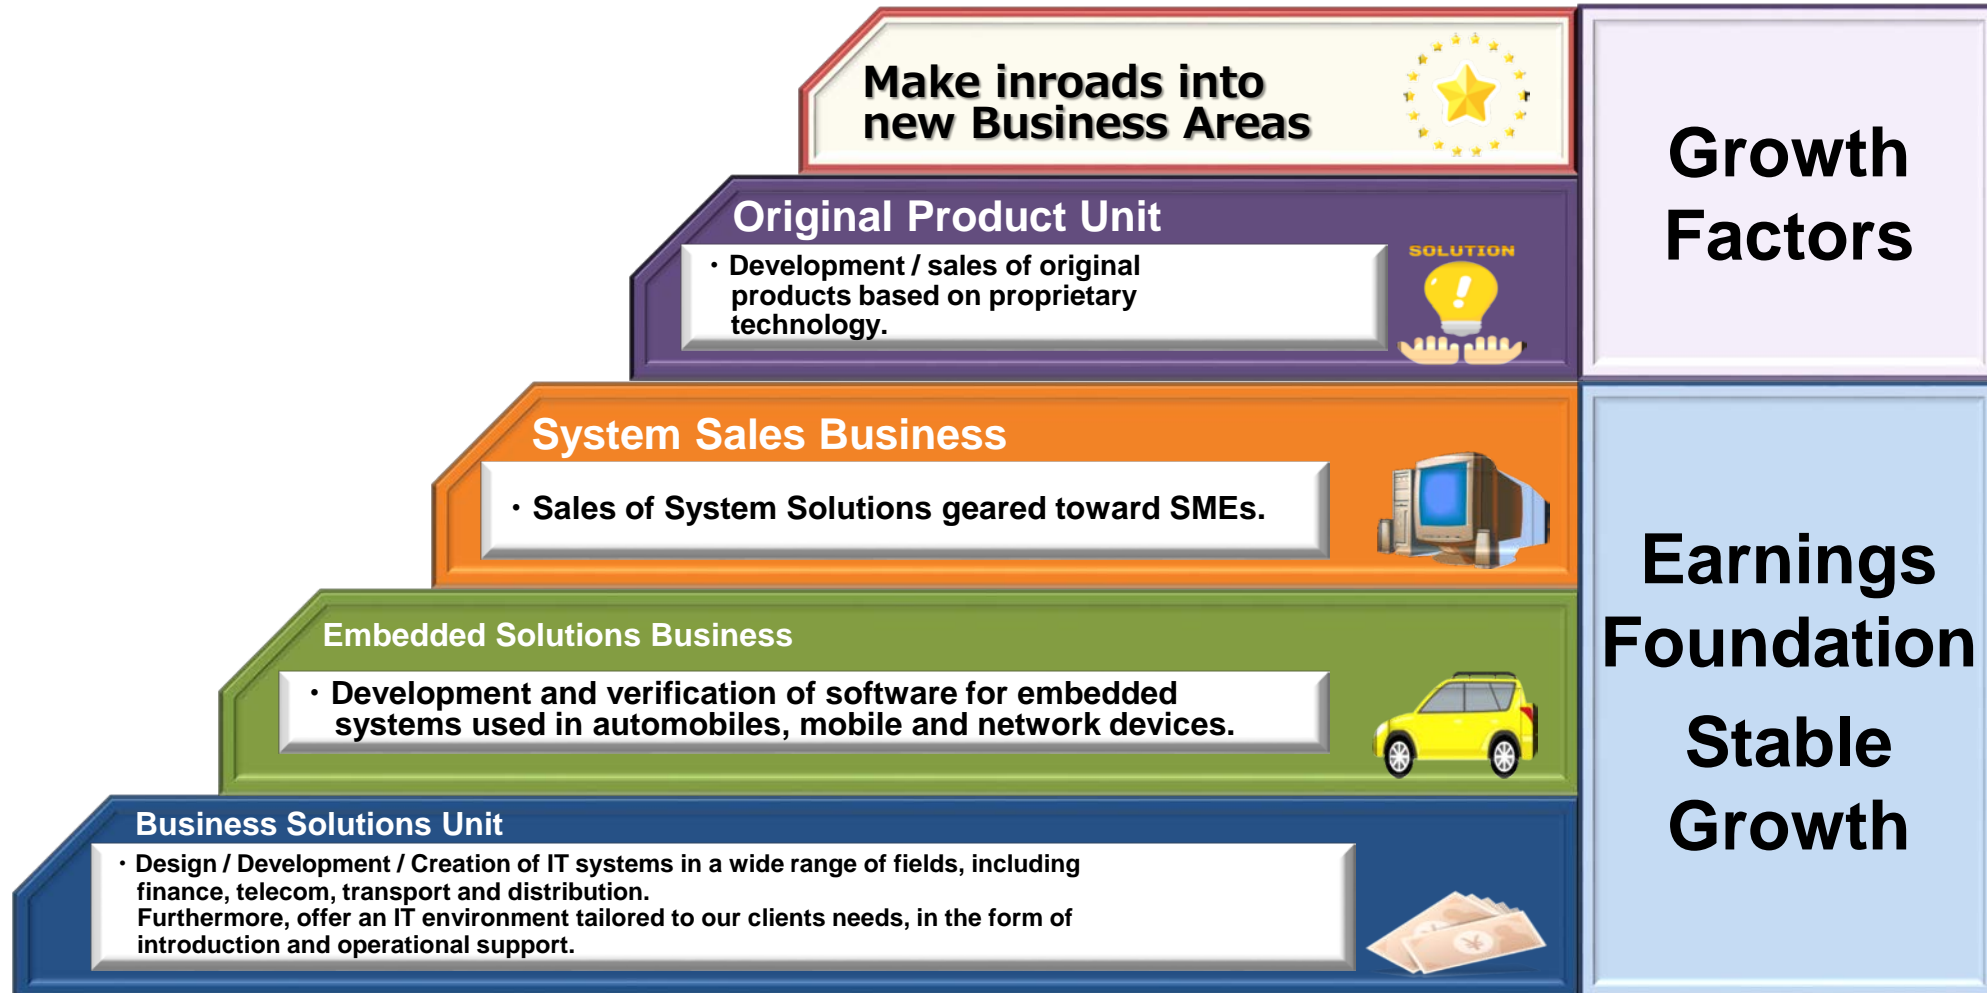 Make inroads into
new Business Areas
Growth
Factors
Original Product Unit
・Development / sales of original
products based on proprietary
technology.
SOLUTION
!
System Sales Business
・Sales of System Solutions geared toward SMEs.
Earnings
Foundation
Stable
Growth
Embedded Solutions Business
・Development and verification of software for embedded
systems used in automobiles, mobile and network devices.
Business Solutions Unit
・Design / Development / Creation of IT systems in a wide range of fields, including
finance, telecom, transport and distribution.
Furthermore, offer an IT environment tailored to our clients needs, in the form of
introduction and operational support.
¥